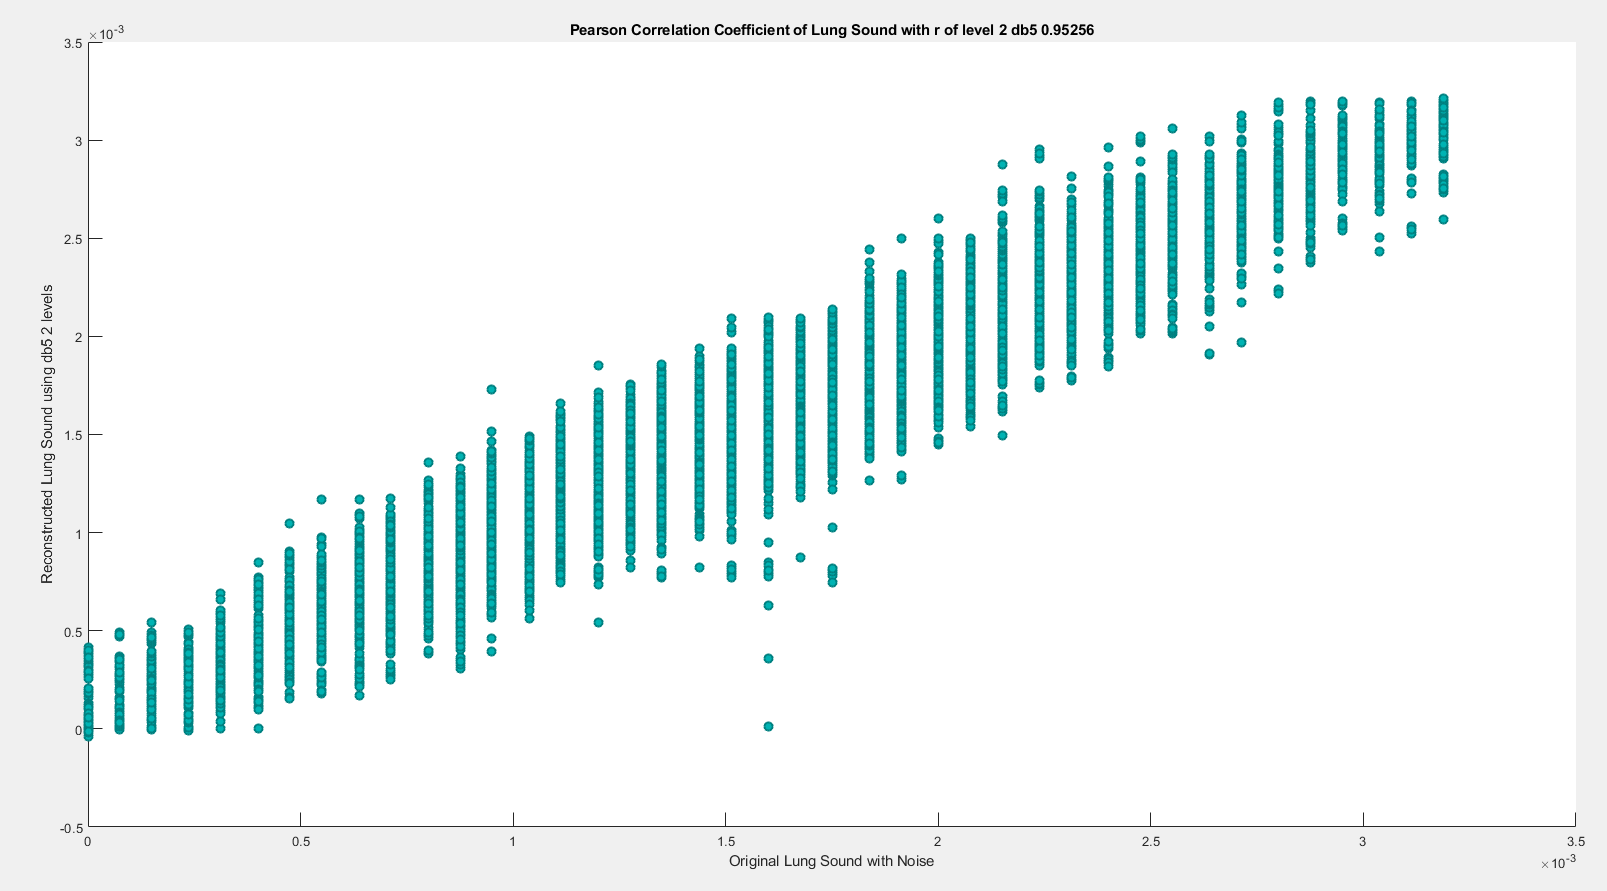 Pearson Correlation Coefficient of Lung Sound with r of level 2 db5 0.95256
×10⁻³
3.5
3
2.5
2
1.5
1
0.5
0
-0.5
Reconstructed Lung Sound using db5 2 levels
0 0.5 1 1.5 2 2.5 3 3.5
Original Lung Sound with Noise
×10⁻³